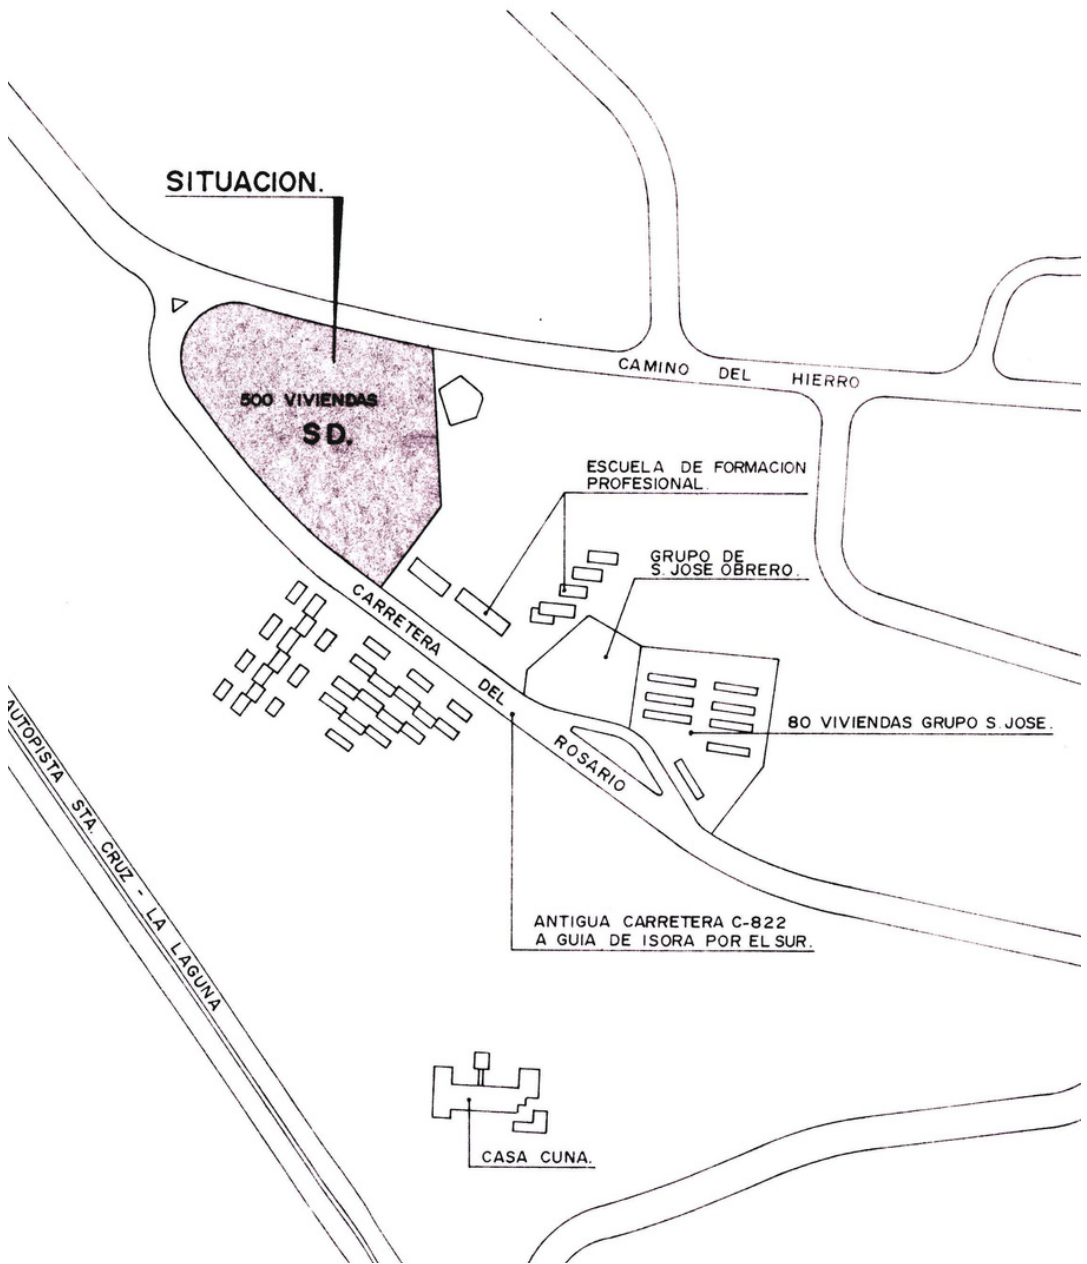 SITUACION.
500 VIVIENDAS
SD.
CAMINO DEL HIERRO
ESCUELA DE FORMACION
PROFESIONAL.
GRUPO DE
S. JOSE OBRERO.
CARRETERA DEL ROSARIO
80 VIVIENDAS GRUPO S. JOSE.
AUTOPISTA STA. CRUZ - LA LAGUNA
ANTIGUA CARRETERA C-822
A GUIA DE ISORA POR EL SUR.
CASA CUNA.